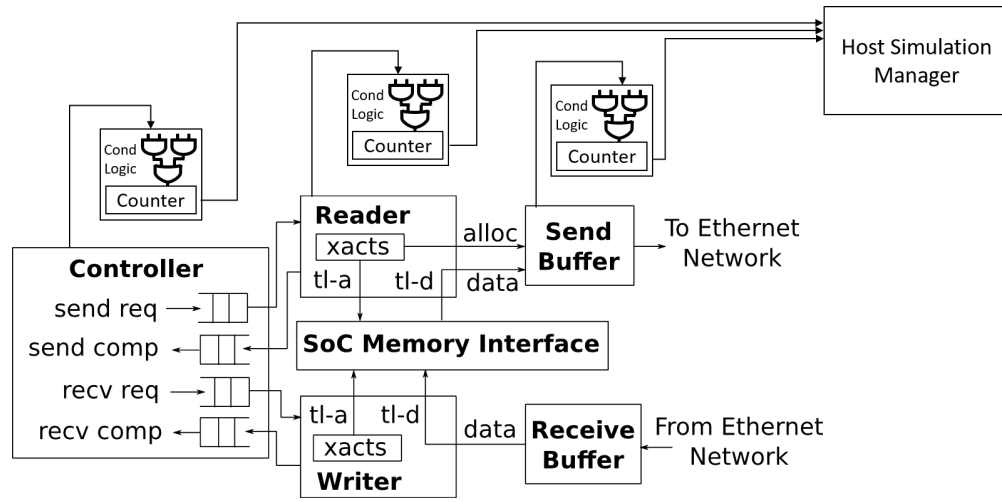 Host Simulation
Manager
Cond
Logic
Counter
Cond
Logic
Counter
Cond
Logic
Counter
Reader
xacts
tl-a
tl-d
alloc
data
Send
Buffer
To Ethernet
Network
Controller
send req
send comp
recv req
recv comp
SoC Memory Interface
tl-a
tl-d
xacts
Writer
data
Receive
Buffer
From Ethernet
Network